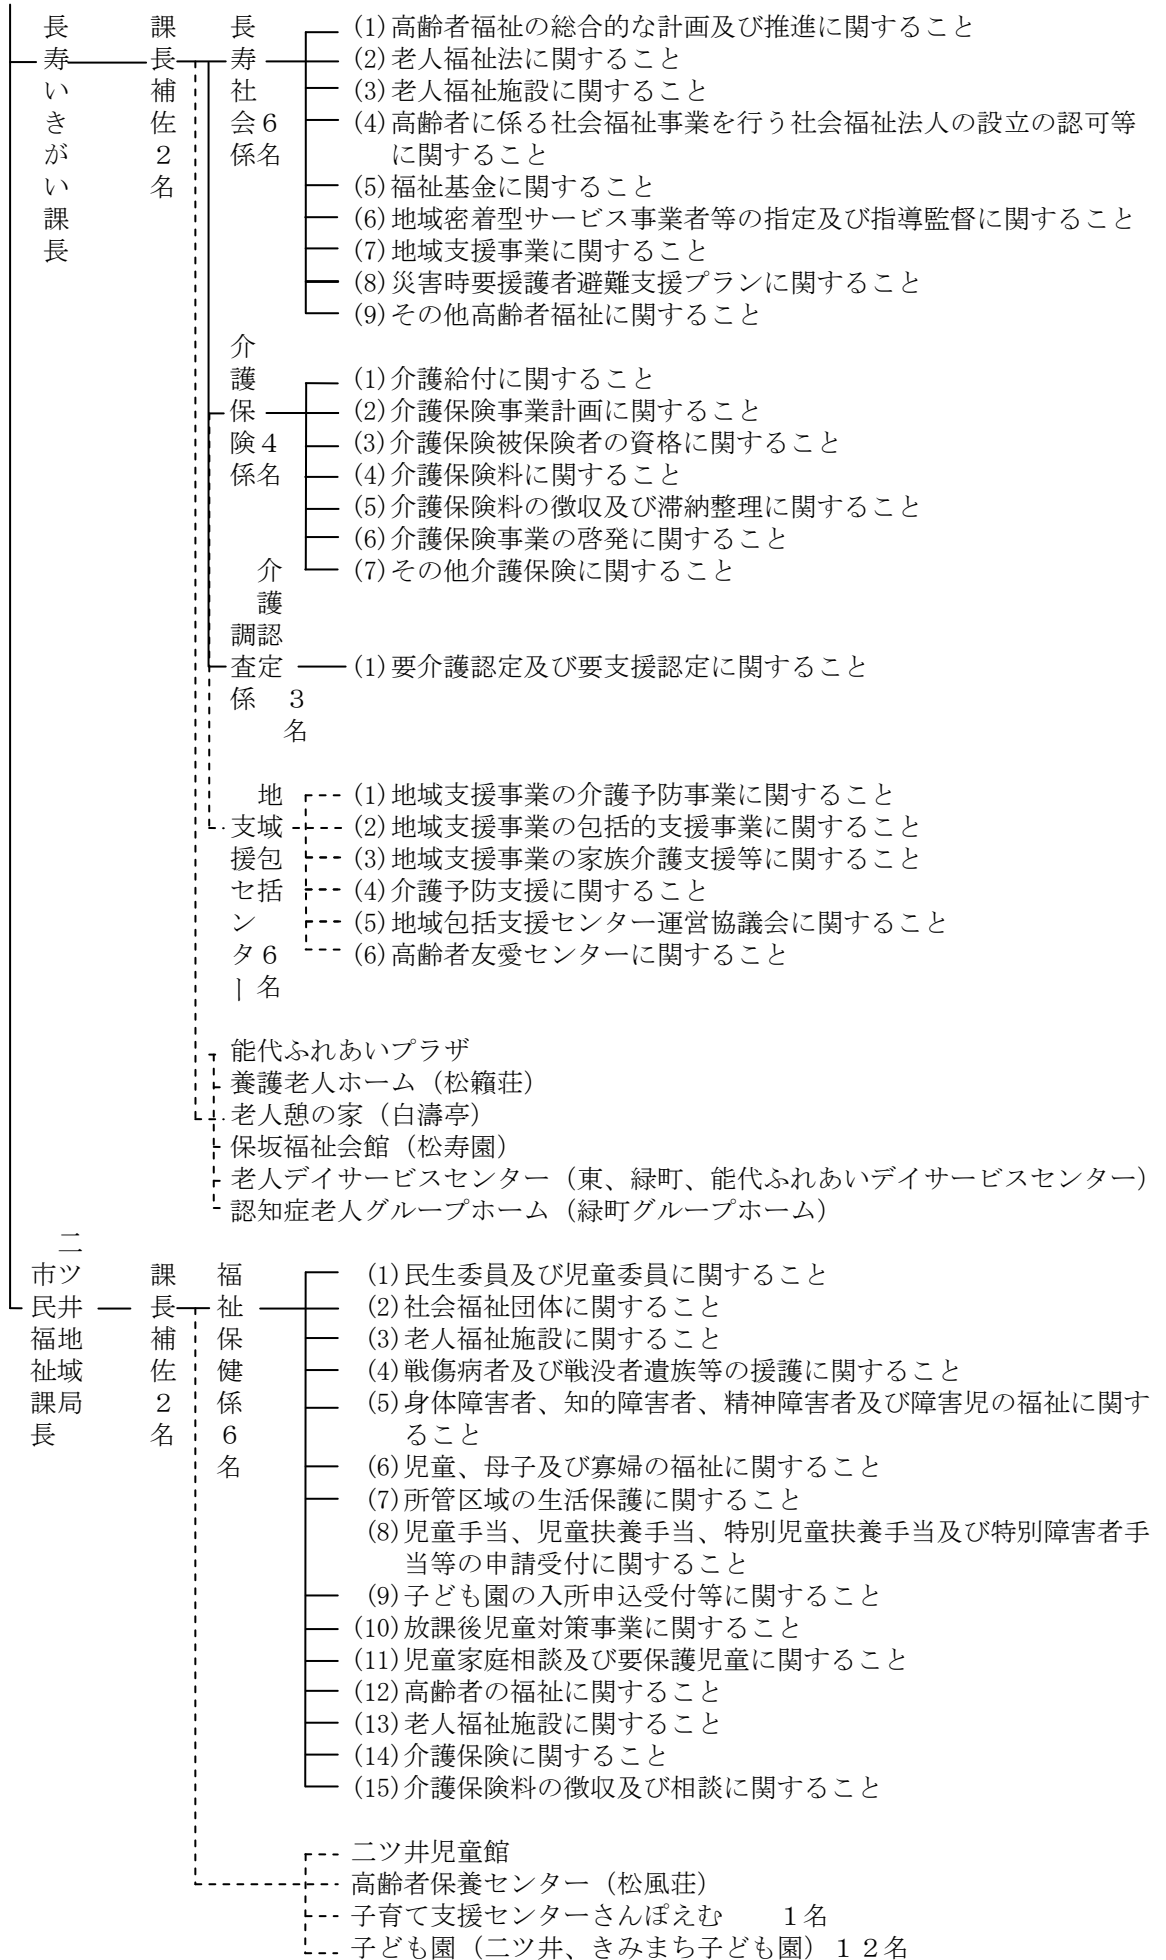 長寿いきがい課長
課長補佐２名
長寿社会係６名
(1)高齢者福祉の総合的な計画及び推進に関すること
(2)老人福祉法に関すること
(3)老人福祉施設に関すること
(4)高齢者に係る社会福祉事業を行う社会福祉法人の設立の認可等
に関すること
(5)福祉基金に関すること
(6)地域密着型サービス事業者等の指定及び指導監督に関すること
(7)地域支援事業に関すること
(8)災害時要援護者避難支援プランに関すること
(9)その他高齢者福祉に関すること
介護保険係４名
(1)介護給付に関すること
(2)介護保険事業計画に関すること
(3)介護保険被保険者の資格に関すること
(4)介護保険料に関すること
(5)介護保険料の徴収及び滞納整理に関すること
(6)介護保険事業の啓発に関すること
(7)その他介護保険に関すること
介護認定
調査係
３名
(1)要介護認定及び要支援認定に関すること
地域包括
支援センター
６名
(1)地域支援事業の介護予防事業に関すること
(2)地域支援事業の包括的支援事業に関すること
(3)地域支援事業の家族介護支援等に関すること
(4)介護予防支援に関すること
(5)地域包括支援センター運営協議会に関すること
(6)高齢者友愛センターに関すること
能代ふれあいプラザ
養護老人ホーム（松籟荘）
老人憩の家（白濤亭）
保坂福祉会館（松寿園）
老人デイサービスセンター（東、緑町、能代ふれあいデイサービスセンター）
認知症老人グループホーム（緑町グループホーム）
二ツ井地域局
市民福祉課長
課長補佐２名
福祉保健係６名
(1)民生委員及び児童委員に関すること
(2)社会福祉団体に関すること
(3)老人福祉施設に関すること
(4)戦傷病者及び戦没者遺族等の援護に関すること
(5)身体障害者、知的障害者、精神障害者及び障害児の福祉に関す
ること
(6)児童、母子及び寡婦の福祉に関すること
(7)所管区域の生活保護に関すること
(8)児童手当、児童扶養手当、特別児童扶養手当及び特別障害者手
当等の申請受付に関すること
(9)子ども園の入所申込受付等に関すること
(10)放課後児童対策事業に関すること
(11)児童家庭相談及び要保護児童に関すること
(12)高齢者の福祉に関すること
(13)老人福祉施設に関すること
(14)介護保険に関すること
(15)介護保険料の徴収及び相談に関すること
二ツ井児童館
高齢者保養センター（松風荘）
子育て支援センターさんぽえむ　　１名
子ども園（二ツ井、きみまち子ども園）１２名